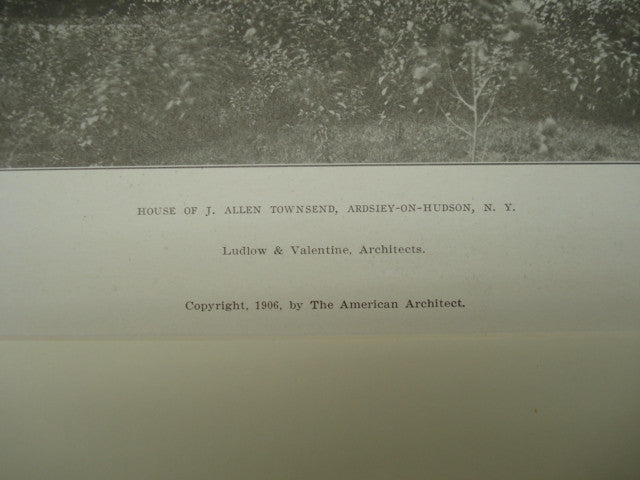 HOUSE OF J. ALLEN TOWNSEND, ARDSIEY-ON-HUDSON, N. Y.
Ludlow & Valentine, Architects.
Copyright, 1906, by The American Architect.